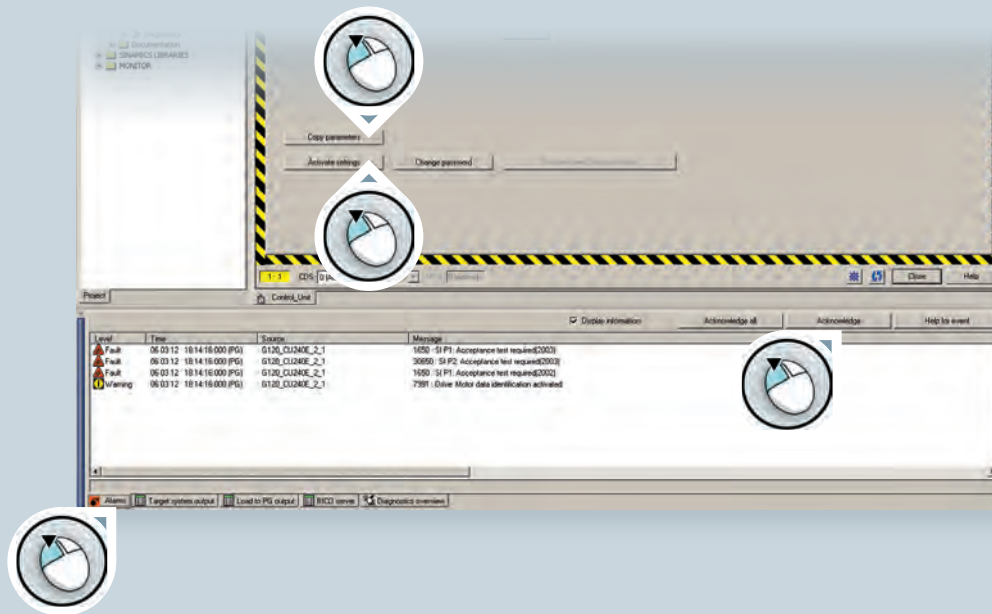 Diagnostics
Documentation
SINAMICS LIBRARIES
MONITOR
Copy parameters
Activate settings Change password
1 - 1 CDS: 0 (Ac
Close Help
Project Control_Unit
Display information Acknowledge all Acknowledge Help for event
Level Time Source Message
Fault 06.03.12 18:14:16:000 (PG) G120_CU240E_2_1 1650 : SI P1: Acceptance test required(2003)
Fault 06.03.12 18:14:16:000 (PG) G120_CU240E_2_1 30650 : SI P2: Acceptance test required(2003)
Fault 06.03.12 18:14:16:000 (PG) G120_CU240E_2_1 1650 : SI P1: Acceptance test required(2002)
Warning 06.03.12 18:14:16:000 (PG) G120_CU240E_2_1 7991 : Drive: Motor data identification activated
Alarms Target system output Load to PG output BICO server Diagnostics overview